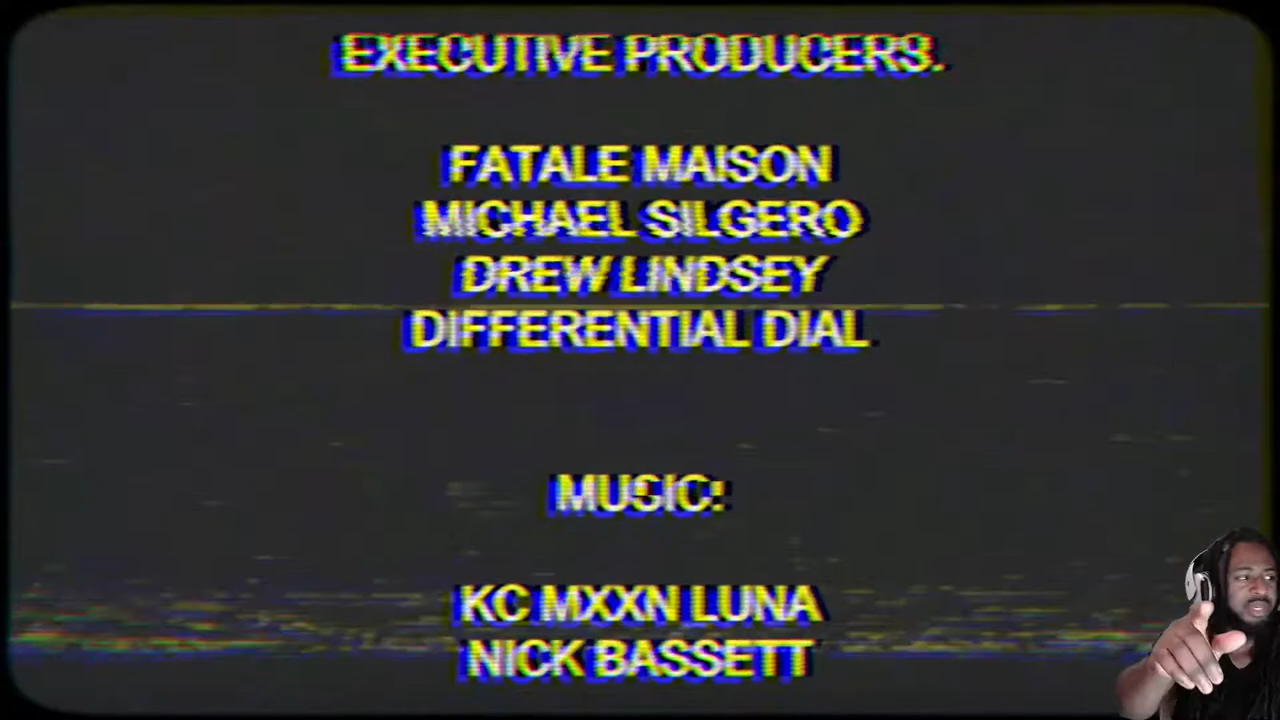 EXECUTIVE PRODUCERS.
FATALE MAISON
MICHAEL SILGERO
DREW LINDSEY
DIFFERENTIAL DIAL
MUSIC:
KC MXXN LUNA
NICK BASSETT